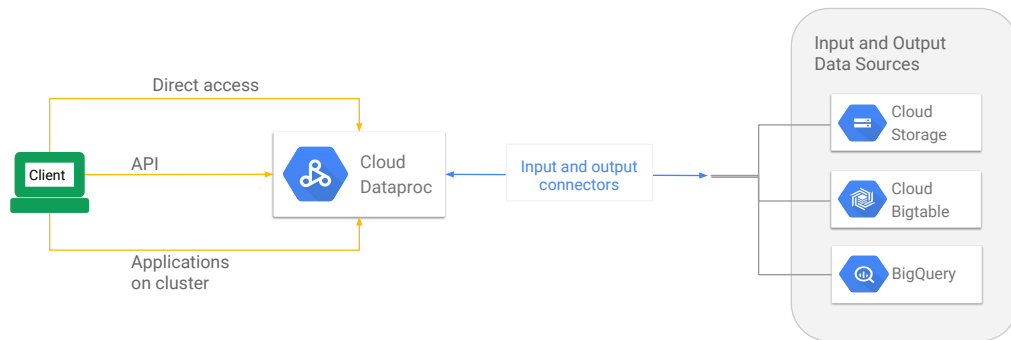 Direct access
Client
API
Cloud
Dataproc
Applications
on cluster
Input and output
connectors
Input and Output
Data Sources
Cloud
Storage
Cloud
Bigtable
BigQuery